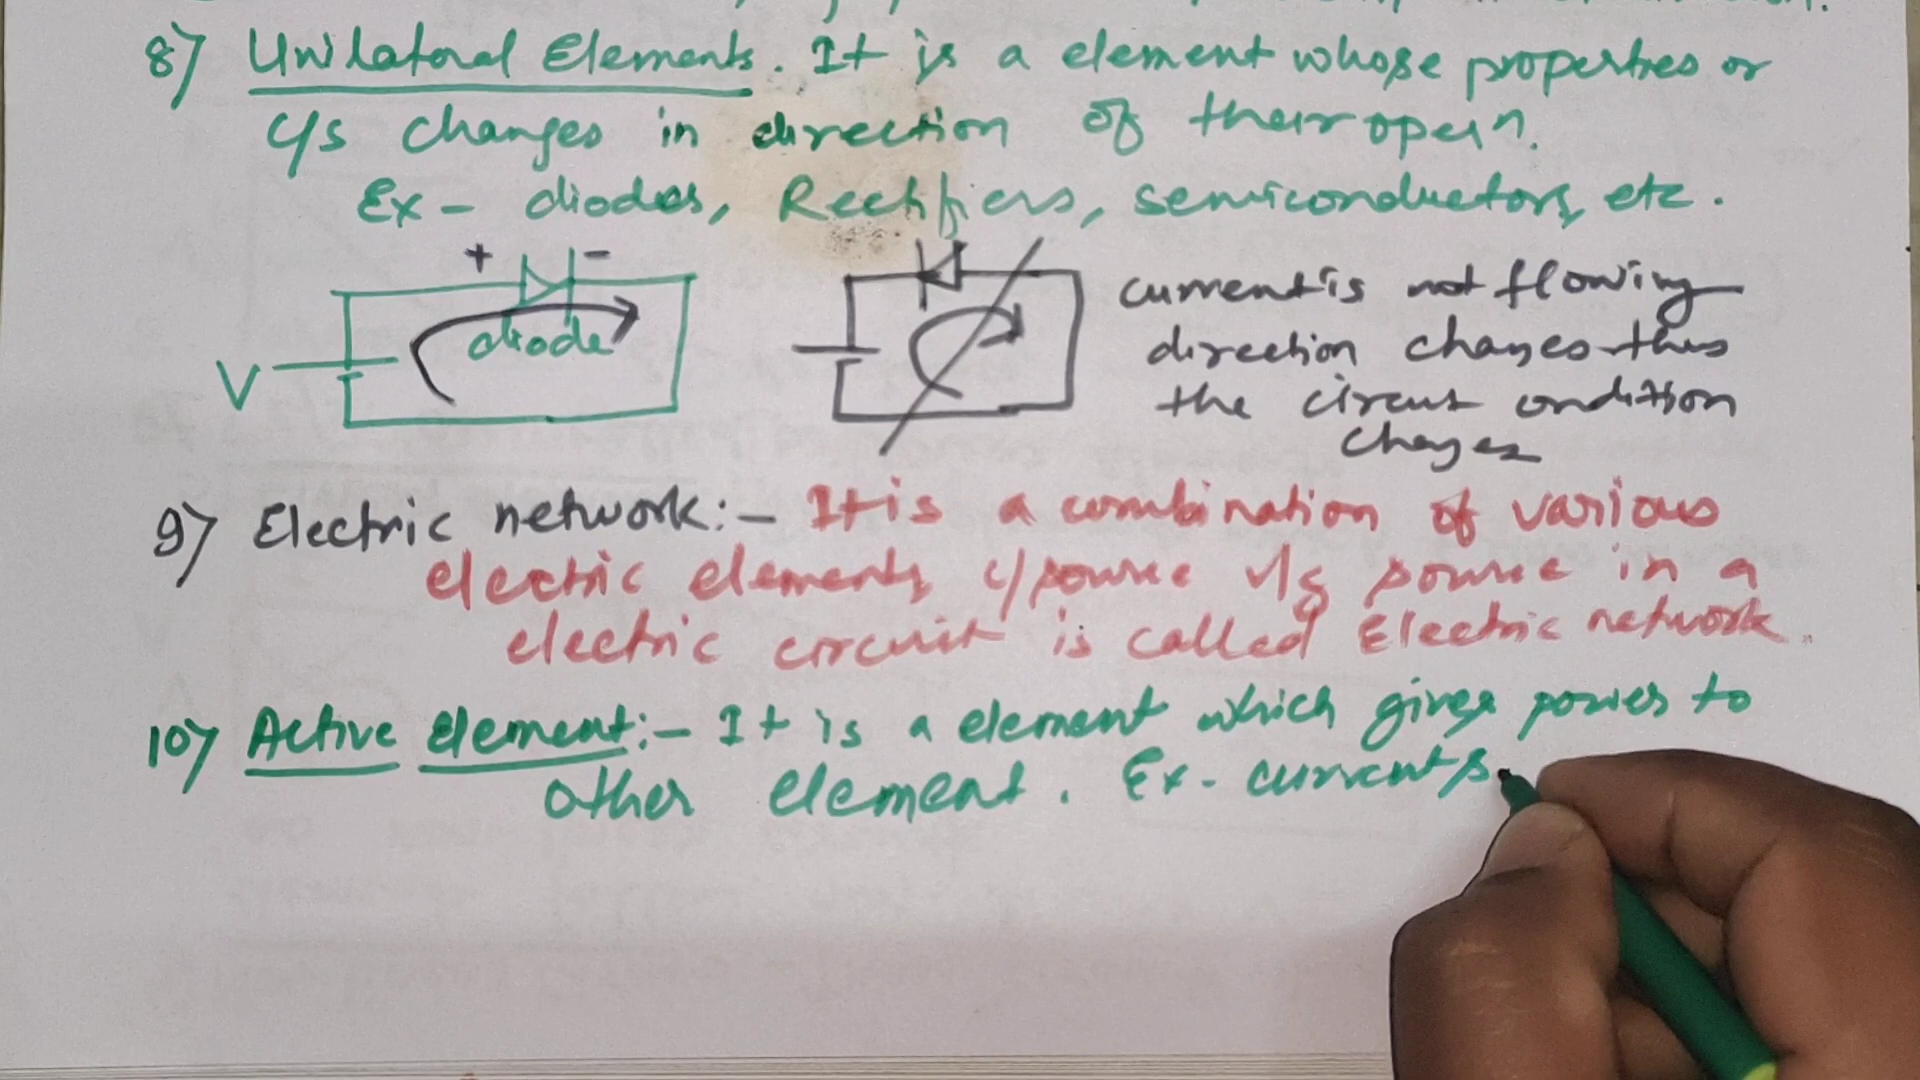 8) Unilateral Elements. It is a element whose properties or
c/s changes in direction of their opern.
Ex - diodes, Rectifiers, semiconductors, etc.
+ -
diode
V
current is not flowing
direction changes thus
the circuit condition
changes
9) Electric network:- It is a combination of various
electric elements c/source v/g source in a
electric circuit is called Electric network.
10) Active element:- It is a element which gives power to
other element. Ex- current s